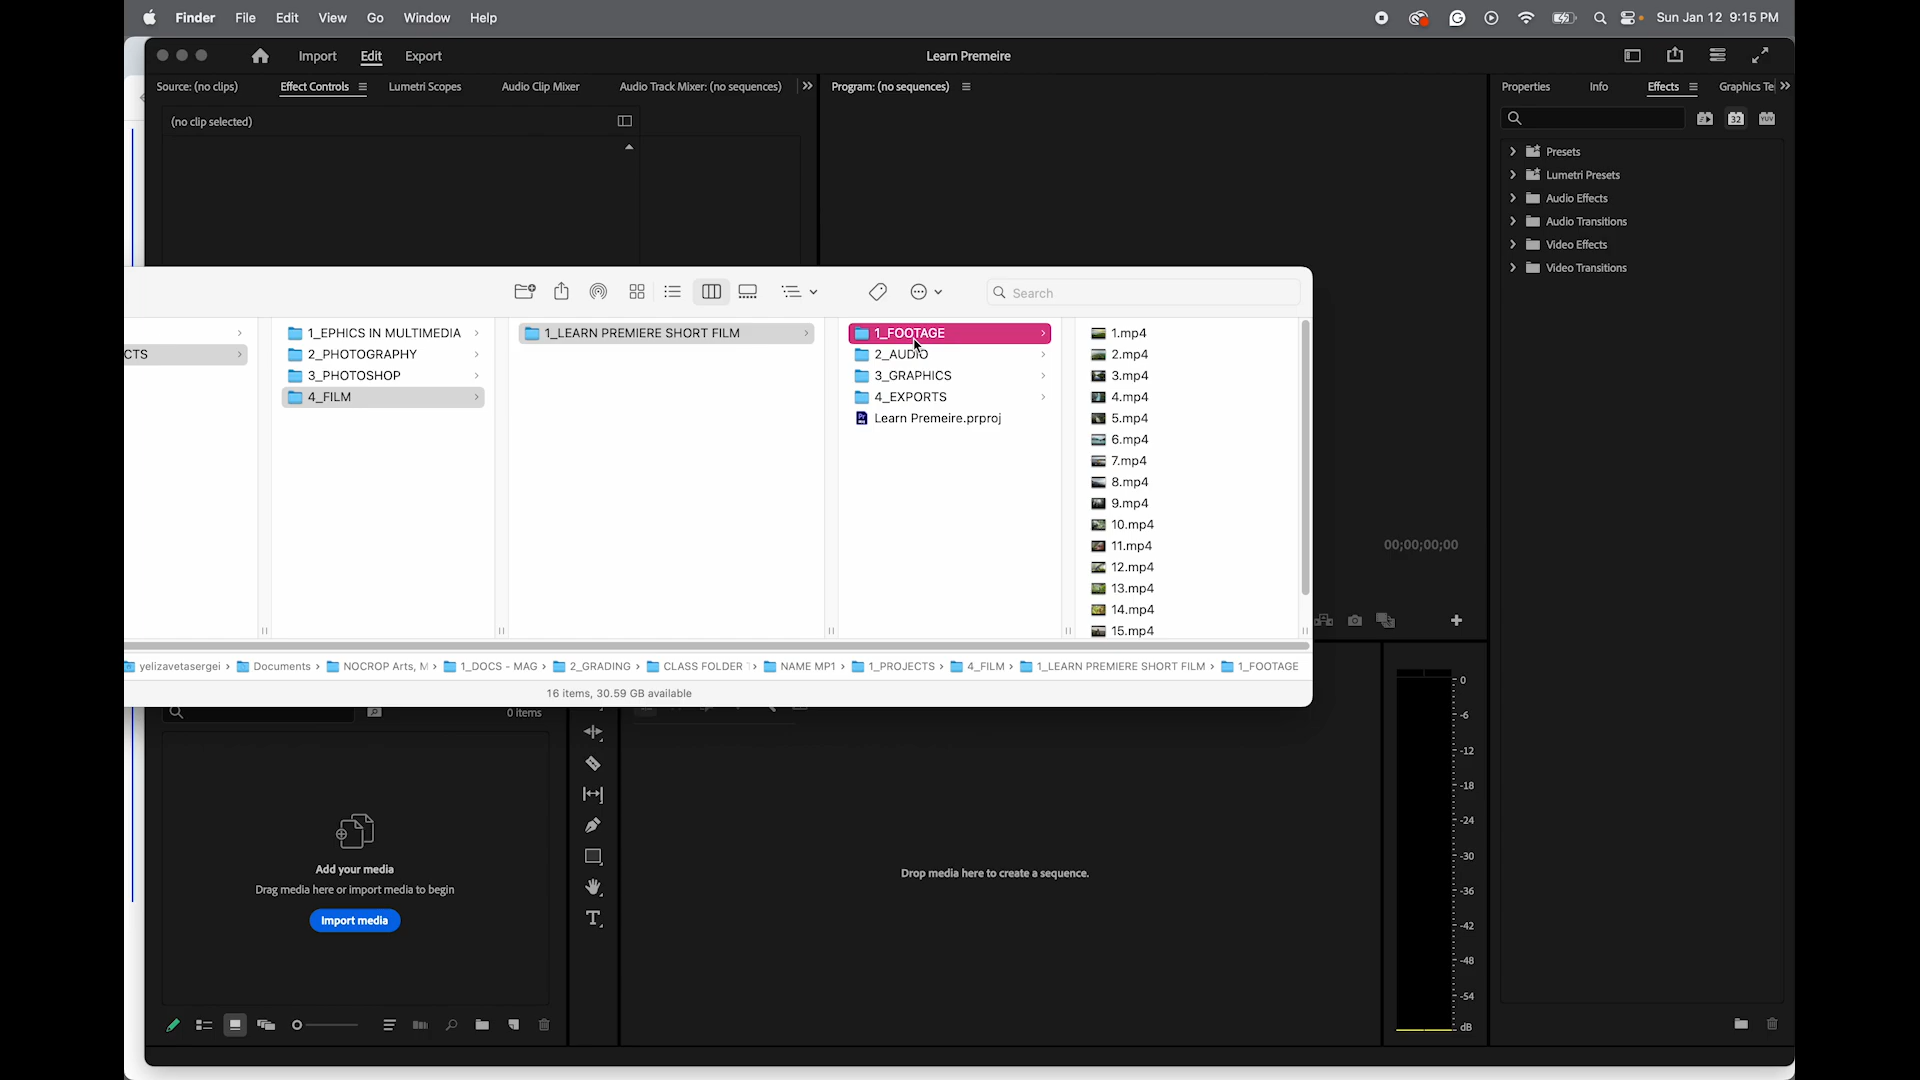 Finder File Edit View Go Window Help
Sun Jan 12 9:15 PM
Import Edit Export
Learn Premeire
Source: (no clips) Effect Controls Lumetri Scopes Audio Clip Mixer Audio Track Mixer: (no sequences)
Program: (no sequences)
Properties Info Effects Graphics Te
(no clip selected)
32 YUV
Presets
Lumetri Presets
Audio Effects
Audio Transitions
Video Effects
Video Transitions
Search
CTS
1_EPHICS IN MULTIMEDIA
2_PHOTOGRAPHY
3_PHOTOSHOP
4_FILM
1_LEARN PREMIERE SHORT FILM
1_FOOTAGE
2_AUDIO
3_GRAPHICS
4_EXPORTS
Learn Premeire.prproj
1.mp4
2.mp4
3.mp4
4.mp4
5.mp4
6.mp4
7.mp4
8.mp4
9.mp4
10.mp4
11.mp4
12.mp4
13.mp4
14.mp4
15.mp4
00;00;00;00
yelizavetasergei › Documents › NOCROP Arts, M › 1_DOCS - MAG › 2_GRADING › CLASS FOLDER › NAME MP1 › 1_PROJECTS › 4_FILM › 1_LEARN PREMIERE SHORT FILM › 1_FOOTAGE
16 items, 30.59 GB available
0 items
Add your media
Drag media here or import media to begin
Import media
Drop media here to create a sequence.
0
-6
-12
-18
-24
-30
-36
-42
-48
-54
dB